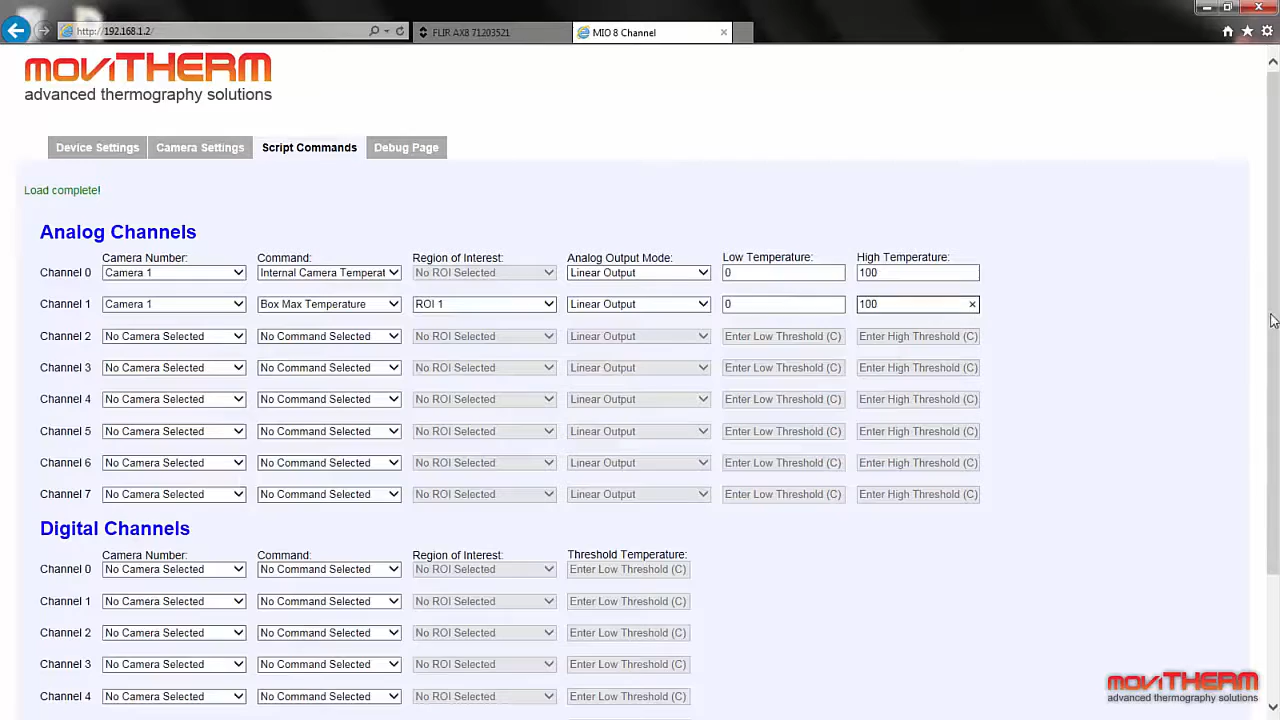 http://192.168.1.2/
FLIR AX8 71203521
MIO 8 Channel
moviTHERM
advanced thermography solutions
Device Settings
Camera Settings
Script Commands
Debug Page
Load complete!
Analog Channels
Camera Number: Command: Region of Interest: Analog Output Mode: Low Temperature: High Temperature:
Channel 0 Camera 1 Internal Camera Temperat No ROI Selected Linear Output 0 100
Channel 1 Camera 1 Box Max Temperature ROI 1 Linear Output 0 100
Channel 2 No Camera Selected No Command Selected No ROI Selected Linear Output Enter Low Threshold (C) Enter High Threshold (C)
Channel 3 No Camera Selected No Command Selected No ROI Selected Linear Output Enter Low Threshold (C) Enter High Threshold (C)
Channel 4 No Camera Selected No Command Selected No ROI Selected Linear Output Enter Low Threshold (C) Enter High Threshold (C)
Channel 5 No Camera Selected No Command Selected No ROI Selected Linear Output Enter Low Threshold (C) Enter High Threshold (C)
Channel 6 No Camera Selected No Command Selected No ROI Selected Linear Output Enter Low Threshold (C) Enter High Threshold (C)
Channel 7 No Camera Selected No Command Selected No ROI Selected Linear Output Enter Low Threshold (C) Enter High Threshold (C)
Digital Channels
Camera Number: Command: Region of Interest: Threshold Temperature:
Channel 0 No Camera Selected No Command Selected No ROI Selected Enter Low Threshold (C)
Channel 1 No Camera Selected No Command Selected No ROI Selected Enter Low Threshold (C)
Channel 2 No Camera Selected No Command Selected No ROI Selected Enter Low Threshold (C)
Channel 3 No Camera Selected No Command Selected No ROI Selected Enter Low Threshold (C)
Channel 4 No Camera Selected No Command Selected No ROI Selected Enter Low Threshold (C)
moviTHERM
advanced thermography solutions